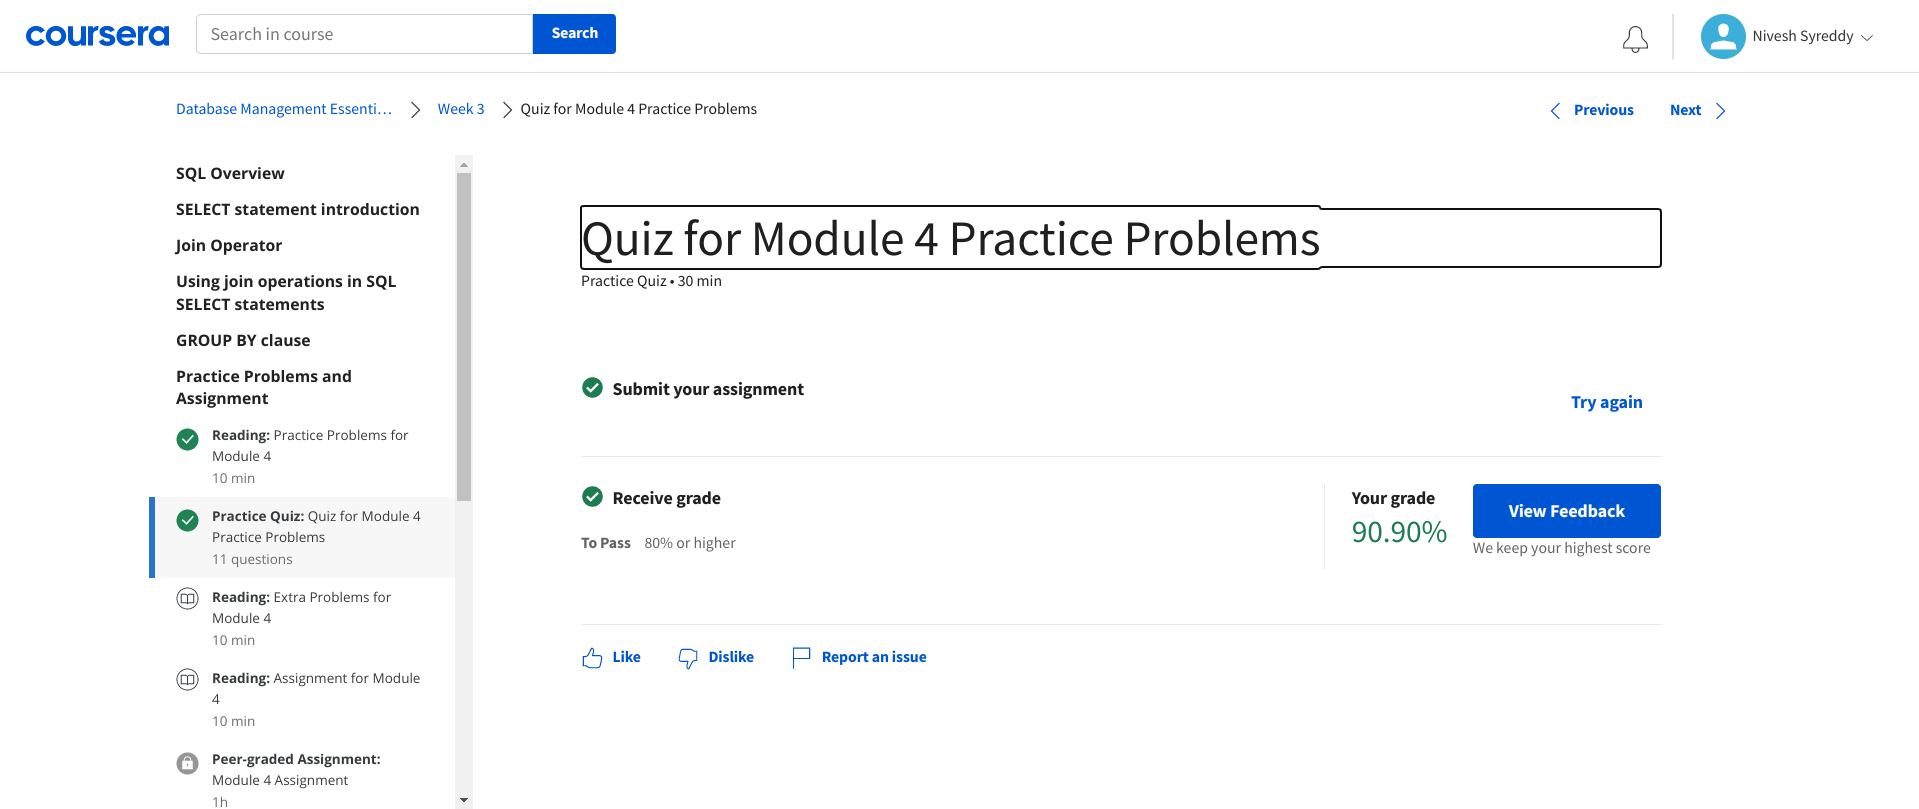 coursera
Search in course
Search
Nivesh Syreddy
Database Management Essenti...
Week 3
Quiz for Module 4 Practice Problems
Previous
Next
SQL Overview
SELECT statement introduction
Join Operator
Using join operations in SQL
SELECT statements
GROUP BY clause
Practice Problems and
Assignment
Reading: Practice Problems for
Module 4
10 min
Practice Quiz: Quiz for Module 4
Practice Problems
11 questions
Reading: Extra Problems for
Module 4
10 min
Reading: Assignment for Module
4
10 min
Peer-graded Assignment:
Module 4 Assignment
1h
Quiz for Module 4 Practice Problems
Practice Quiz • 30 min
Submit your assignment
Try again
Receive grade
To Pass 80% or higher
Your grade
90.90%
View Feedback
We keep your highest score
Like
Dislike
Report an issue